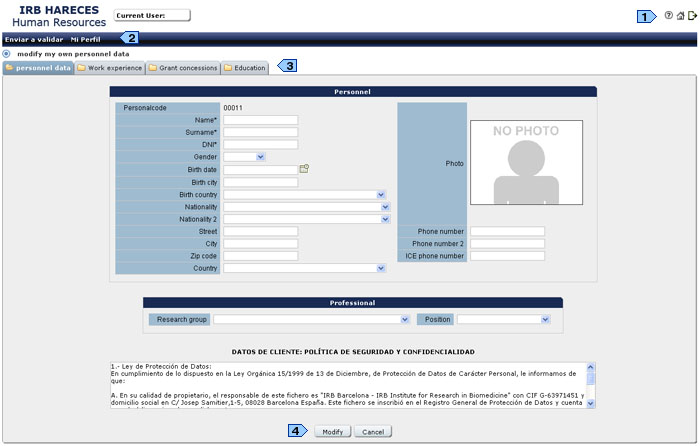 IRB HARECES
Human Resources
Current User:
1
Enviar a validar Mi Perfil
2
modify my own personnel data
personnel data Work experience Grant concessions Education
3
Personnel
Personalcode 00011
Name*
Surname*
DNI*
Gender
Birth date
Birth city
Birth country
Nationality
Nationality 2
Street
City
Zip code
Country
Photo
NO PHOTO
Phone number
Phone number 2
ICE phone number
Professional
Research group Position
DATOS DE CLIENTE: POLÍTICA DE SEGURIDAD Y CONFIDENCIALIDAD
1.- Ley de Protección de Datos:
En cumplimiento de lo dispuesto en la Ley Orgánica 15/1999 de 13 de Diciembre, de Protección de Datos de Carácter Personal, le informamos de
que:
A. En su calidad de propietario, el responsable de este fichero es "IRB Barcelona - IRB Institute for Research in Biomedicine" con CIF G-63971451 y
domicilio social en C/ Josep Samitier,1-5, 08028 Barcelona España. Este fichero se inscribió en el Registro General de Protección de Datos y cuenta
4
Modify Cancel